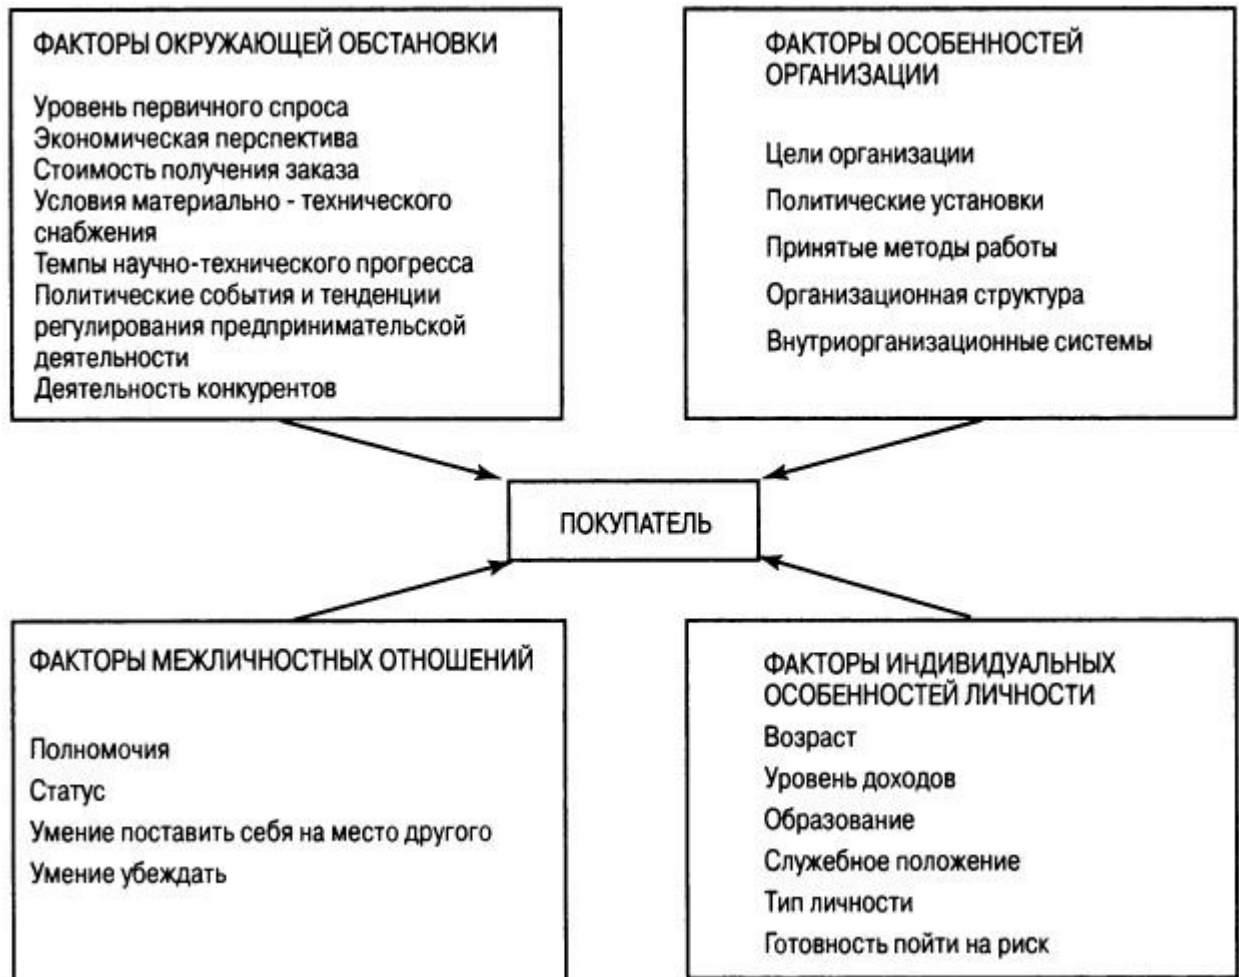 ФАКТОРЫ ОКРУЖАЮЩЕЙ ОБСТАНОВКИ
Уровень первичного спроса
Экономическая перспектива
Стоимость получения заказа
Условия материально - технического
снабжения
Темпы научно-технического прогресса
Политические события и тенденции
регулирования предпринимательской
деятельности
Деятельность конкурентов
ФАКТОРЫ ОСОБЕННОСТЕЙ
ОРГАНИЗАЦИИ
Цели организации
Политические установки
Принятые методы работы
Организационная структура
Внутриорганизационные системы
ПОКУПАТЕЛЬ
ФАКТОРЫ МЕЖЛИЧНОСТНЫХ ОТНОШЕНИЙ
Полномочия
Статус
Умение поставить себя на место другого
Умение убеждать
ФАКТОРЫ ИНДИВИДУАЛЬНЫХ
ОСОБЕННОСТЕЙ ЛИЧНОСТИ
Возраст
Уровень доходов
Образование
Служебное положение
Тип личности
Готовность пойти на риск